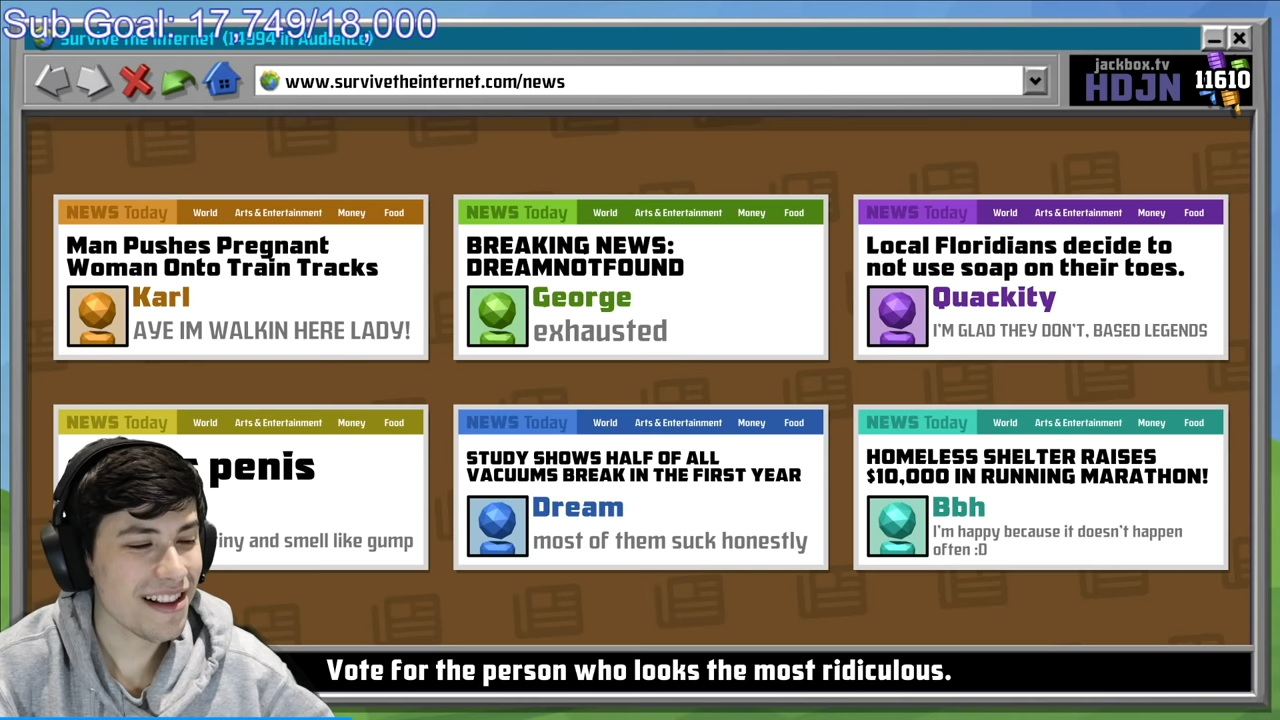 Sub Goal: 17,749/18,000
Survive the Internet (14394 in Audience)
www.survivetheinternet.com/news
jackbox.tv
HDJN
11610
NEWS Today World Arts & Entertainment Money Food
Man Pushes Pregnant
Woman Onto Train Tracks
Karl
AYE IM WALKIN HERE LADY!
NEWS Today World Arts & Entertainment Money Food
BREAKING NEWS:
DREAMNOTFOUND
George
exhausted
NEWS Today World Arts & Entertainment Money Food
Local Floridians decide to
not use soap on their toes.
Quackity
I'M GLAD THEY DON'T, BASED LEGENDS
NEWS Today World Arts & Entertainment Money Food
penis
and smell like gump
NEWS Today World Arts & Entertainment Money Food
STUDY SHOWS HALF OF ALL
VACUUMS BREAK IN THE FIRST YEAR
Dream
most of them suck honestly
NEWS Today World Arts & Entertainment Money Food
HOMELESS SHELTER RAISES
$10,000 IN RUNNING MARATHON!
Bbh
I'm happy because it doesn't happen
often :D
Vote for the person who looks the most ridiculous.